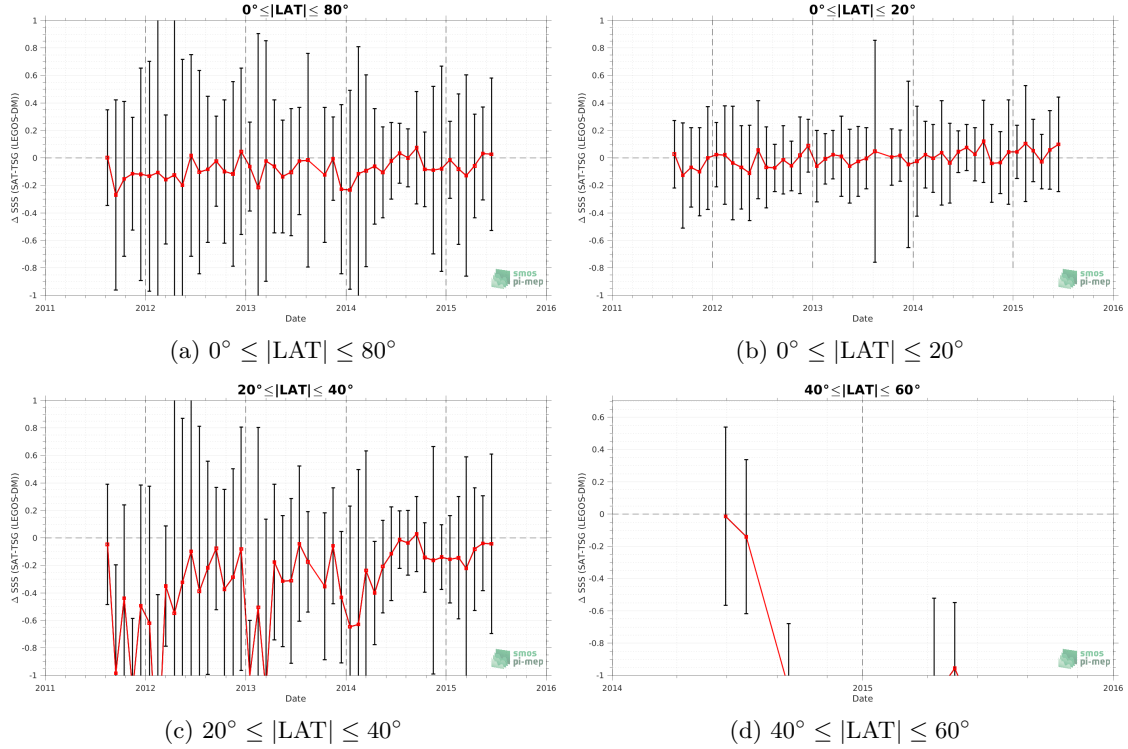 0°≤|LAT|≤ 80°
1
0.8
0.6
0.4
0.2
0
-0.2
-0.4
-0.6
-0.8
-1
Δ SSS (SAT-TSG (LEGOS-DM))
2011 2012 2013 2014 2015 2016
Date
smos
pi-mep
(a) 0° ≤ |LAT| ≤ 80°
0°≤|LAT|≤ 20°
1
0.8
0.6
0.4
0.2
0
-0.2
-0.4
-0.6
-0.8
-1
Δ SSS (SAT-TSG (LEGOS-DM))
2011 2012 2013 2014 2015 2016
Date
smos
pi-mep
(b) 0° ≤ |LAT| ≤ 20°
20°≤|LAT|≤ 40°
1
0.8
0.6
0.4
0.2
0
-0.2
-0.4
-0.6
-0.8
-1
Δ SSS (SAT-TSG (LEGOS-DM))
2011 2012 2013 2014 2015 2016
Date
smos
pi-mep
(c) 20° ≤ |LAT| ≤ 40°
40°≤|LAT|≤ 60°
0.6
0.4
0.2
0
-0.2
-0.4
-0.6
-0.8
-1
Δ SSS (SAT-TSG (LEGOS-DM))
2014 2015 2016
Date
smos
pi-mep
(d) 40° ≤ |LAT| ≤ 60°